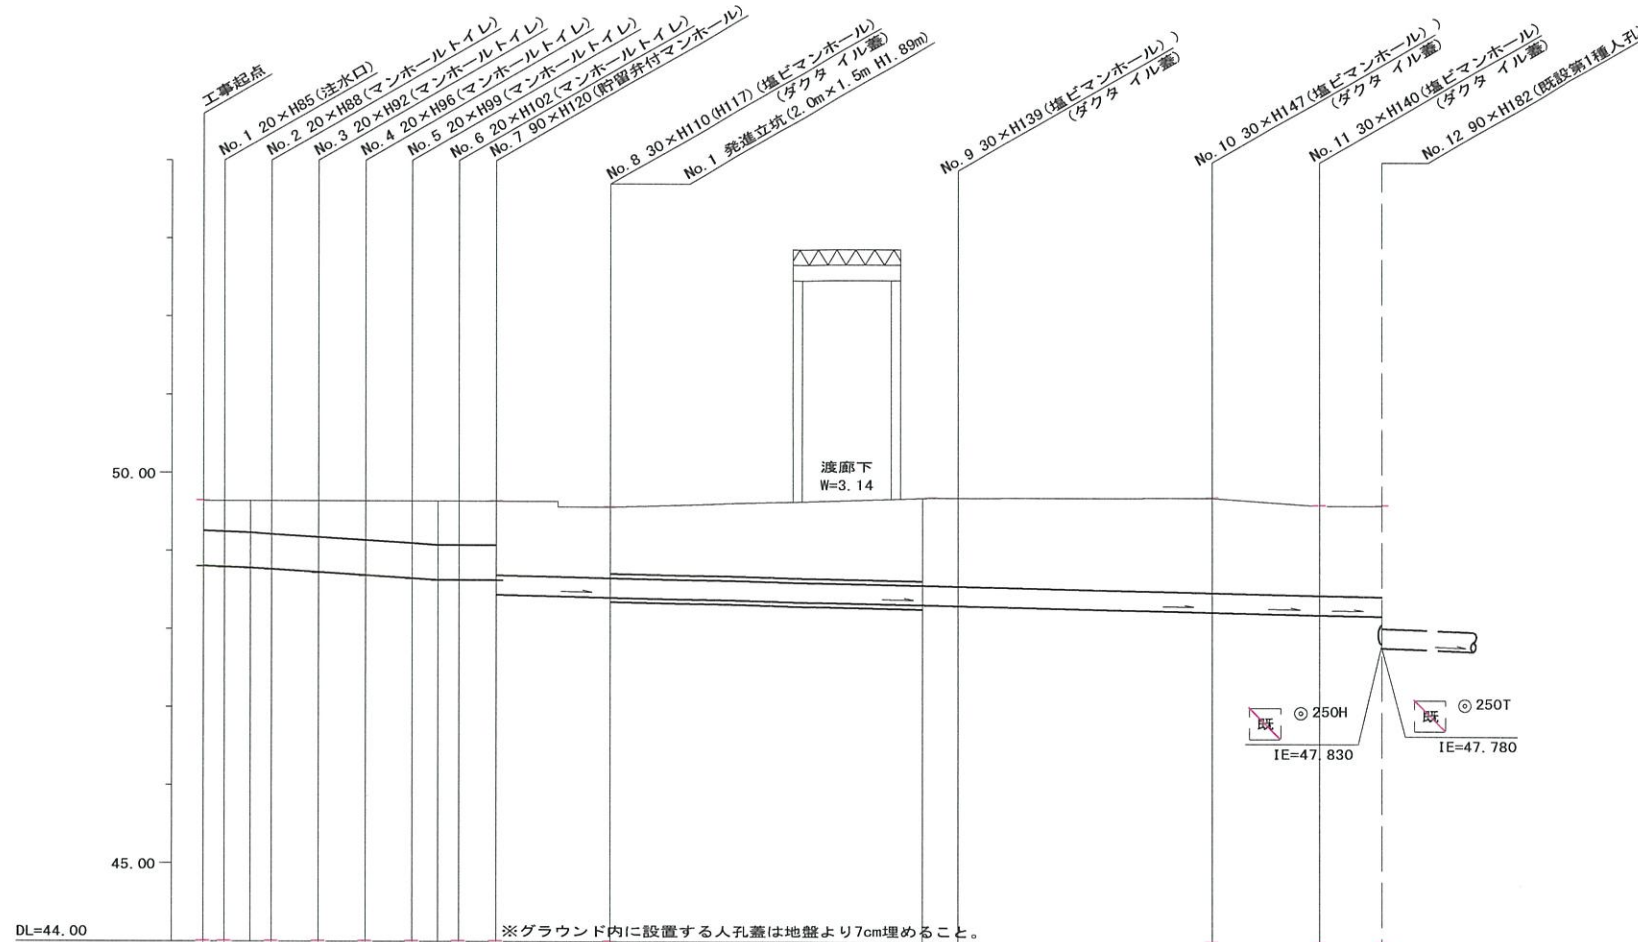 工事起点
No. 1 20×H85(注水口)
No. 2 20×H88(マンホールトイレ)
No. 3 20×H92(マンホールトイレ)
No. 4 20×H96(マンホールトイレ)
No. 5 20×H99(マンホールトイレ)
No. 6 20×H102(マンホールトイレ)
No. 7 90×H120(貯留弁付マンホール)
No. 8 30×H110(H117)(塩ビマンホール)
(ダクタ イル蓋)
No. 1 発進立坑(2.0m×1.5m H1.89m)
No. 9 30×H139(塩ビマンホール))
(ダクタ イル蓋)
No. 10 30×H147(塩ビマンホール))
(ダクタ イル蓋)
No. 11 30×H140(塩ビマンホール)
(ダクタ イル蓋)
No. 12 90×H182(既設第1種人孔
50.00
渡廊下
W=3.14
既 ◎250H
IE=47.830
既 ◎250T
IE=47.780
45.00
DL=44.00
※グラウンド内に設置する人孔蓋は地盤より7cm埋めること。